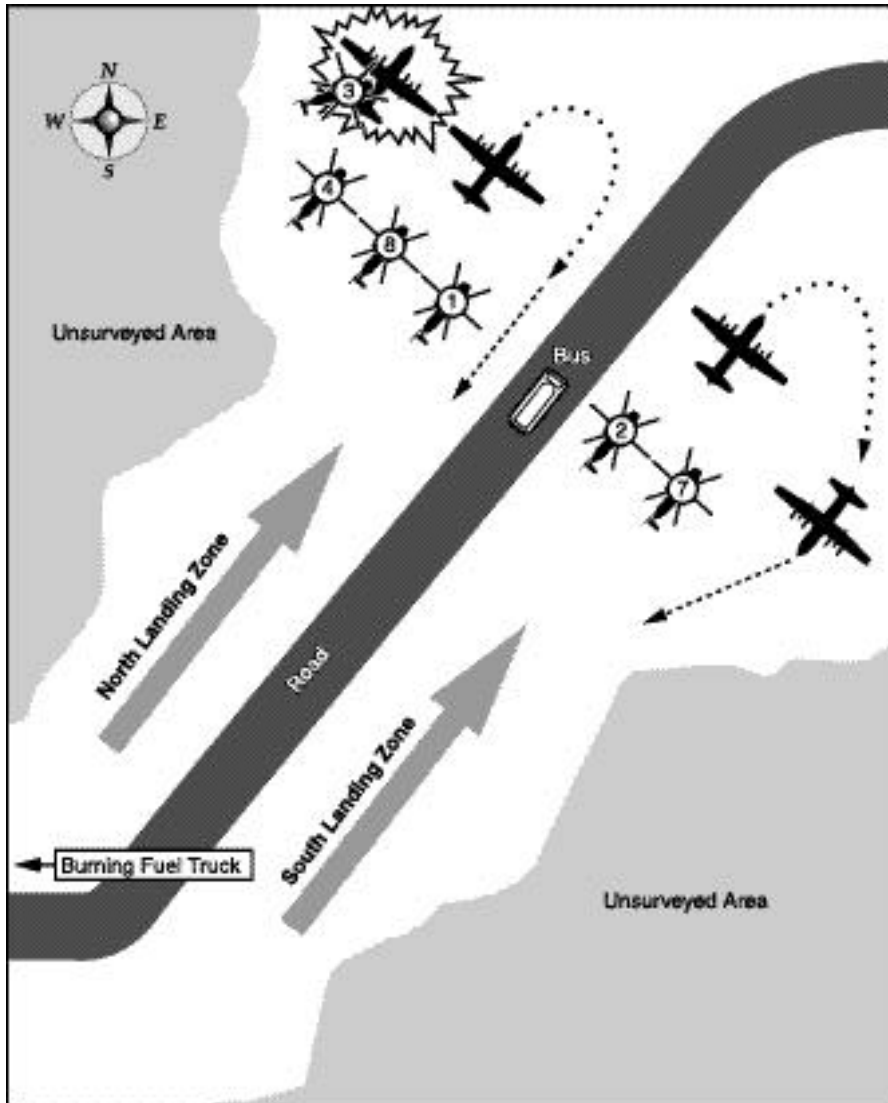 N
W E
S
3
4
8
1
Unsurveyed Area
Bus
2
7
North Landing Zone
Road
South Landing Zone
Burning Fuel Truck
Unsurveyed Area